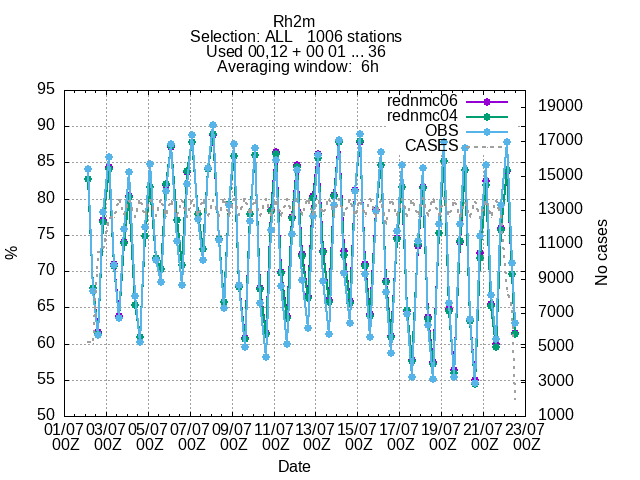 Rh2m
Selection: ALL   1006 stations
Used 00,12 + 00 01 ... 36
Averaging window:  6h
rednmc06
rednmc04
OBS
CASES
95
90
85
80
75
70
65
60
55
50
%
19000
17000
15000
13000
11000
9000
7000
5000
3000
1000
No cases
01/07 03/07 05/07 07/07 09/07 11/07 13/07 15/07 17/07 19/07 21/07 23/07
00Z 00Z 00Z 00Z 00Z 00Z 00Z 00Z 00Z 00Z 00Z 00Z
Date